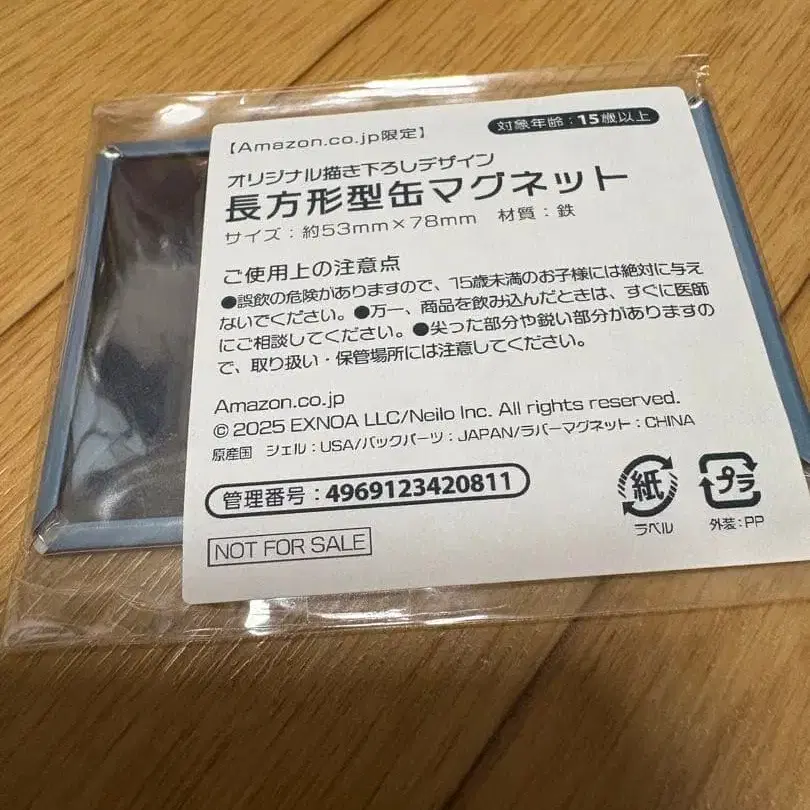 【Amazon.co.jp限定】
対象年齢：15歳以上
オリジナル描き下ろしデザイン
長方形型缶マグネット
サイズ：約53mm×78mm　材質：鉄
ご使用上の注意点
●誤飲の危険がありますので、15歳未満のお子様には絶対に与え
ないでください。●万一、商品を飲み込んだときは、すぐに医師
にご相談してください。●尖った部分や鋭い部分がありますの
で、取り扱い・保管場所には注意してください。
Amazon.co.jp
© 2025 EXNOA LLC/Neilo Inc. All rights reserved.
原産国　シェル：USA/バックパーツ：JAPAN/ラバーマグネット：CHINA
管理番号：4969123420811
紙
ラベル
プラ
外装：PP
NOT FOR SALE